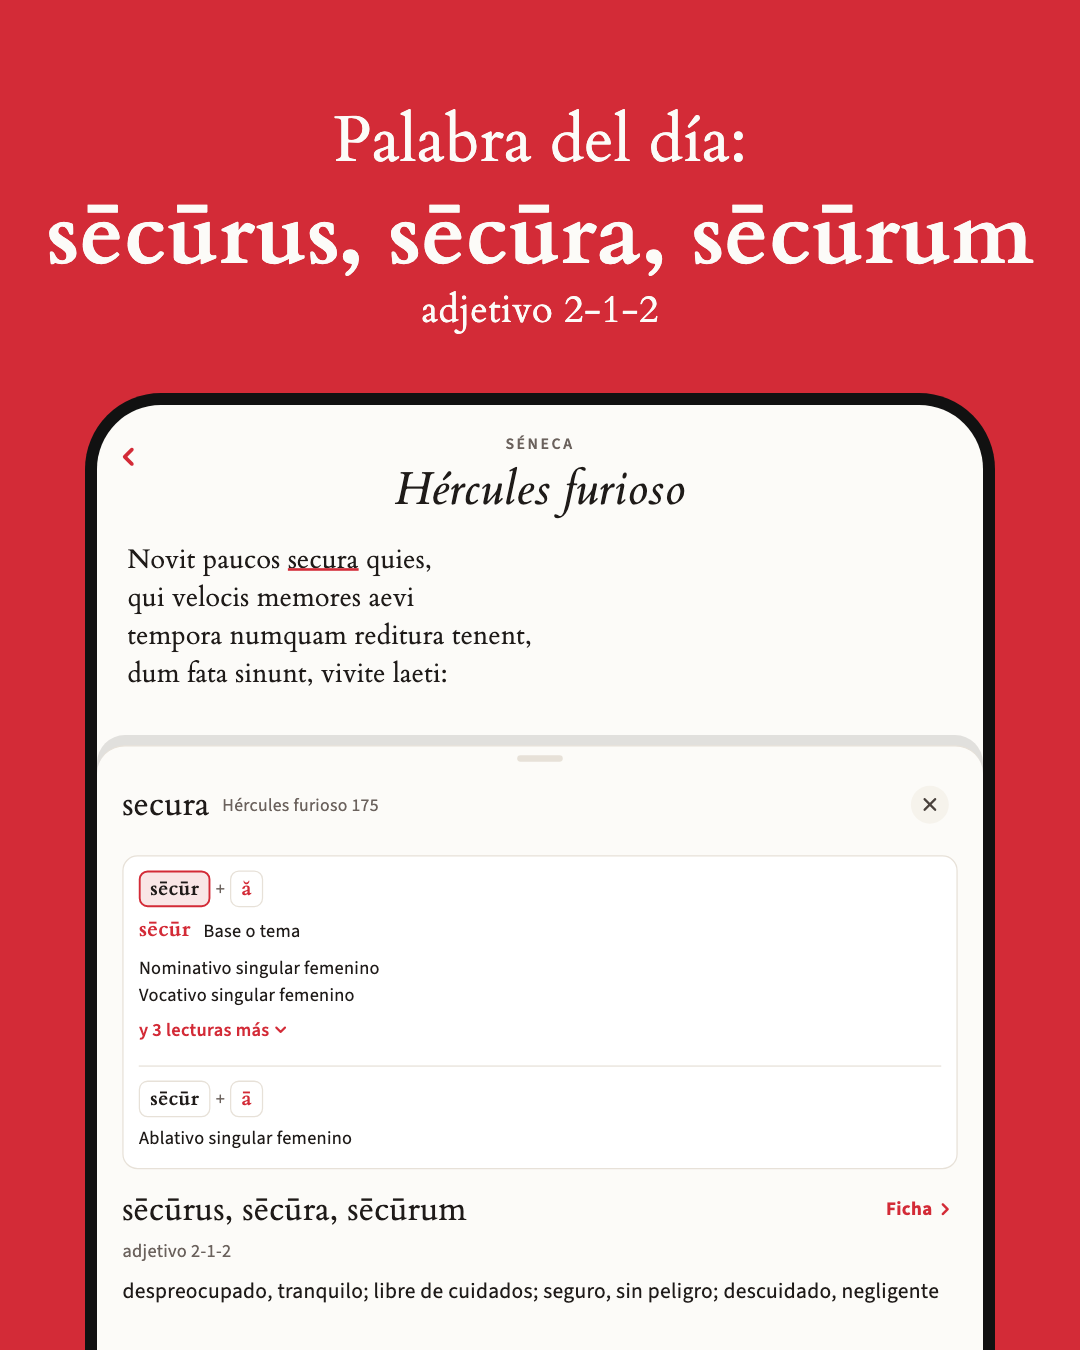 Palabra del día:
sēcūrus, sēcūra, sēcūrum
adjetivo 2-1-2
SÉNECA
Hércules furioso
Novit paucos secura quies,
qui velocis memores aevi
tempora numquam reditura tenent,
dum fata sinunt, vivite laeti:
secura Hércules furioso 175
sēcūr + ă
sēcūr Base o tema
Nominativo singular femenino
Vocativo singular femenino
y 3 lecturas más
sēcūr + ā
Ablativo singular femenino
sēcūrus, sēcūra, sēcūrum Ficha
adjetivo 2-1-2
despreocupado, tranquilo; libre de cuidados; seguro, sin peligro; descuidado, negligente